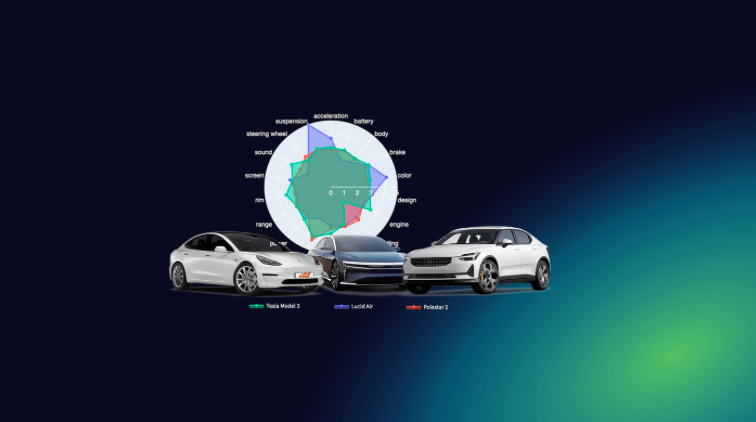 acceleration
suspension
battery
steering wheel
body
sound
brake
screen
color
0 1 2 3
rim
design
range
engine
Tesla Model 3
Lucid Air
Polestar 2